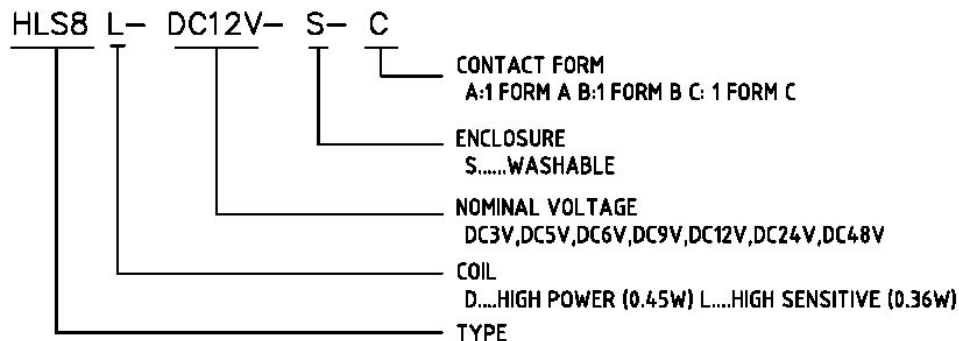 HLS8 L- DC12V- S- C
CONTACT FORM
A:1 FORM A B:1 FORM B C: 1 FORM C
ENCLOSURE
S......WASHABLE
NOMINAL VOLTAGE
DC3V,DC5V,DC6V,DC9V,DC12V,DC24V,DC48V
COIL
D....HIGH POWER (0.45W) L....HIGH SENSITIVE (0.36W)
TYPE